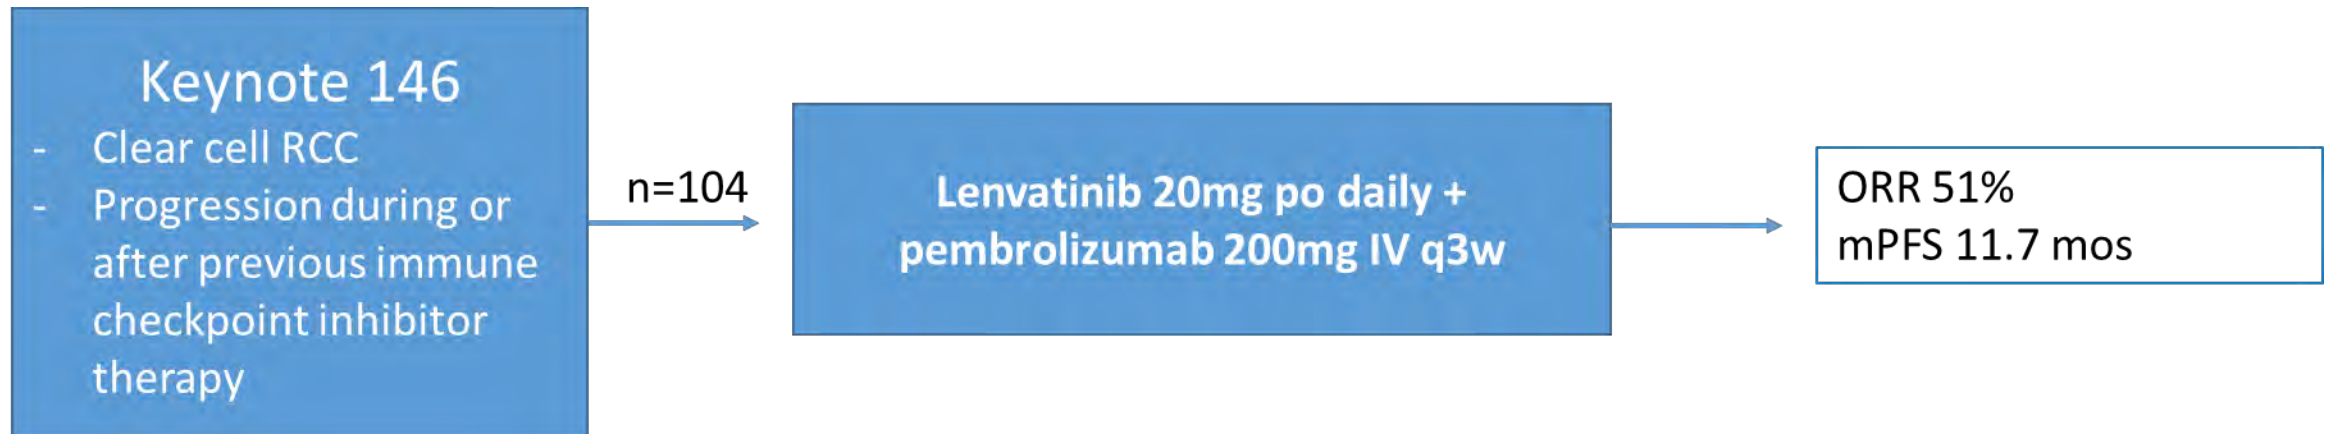 Keynote 146
- Clear cell RCC
- Progression during or
after previous immune
checkpoint inhibitor
therapy
n=104
Lenvatinib 20mg po daily +
pembrolizumab 200mg IV q3w
ORR 51%
mPFS 11.7 mos